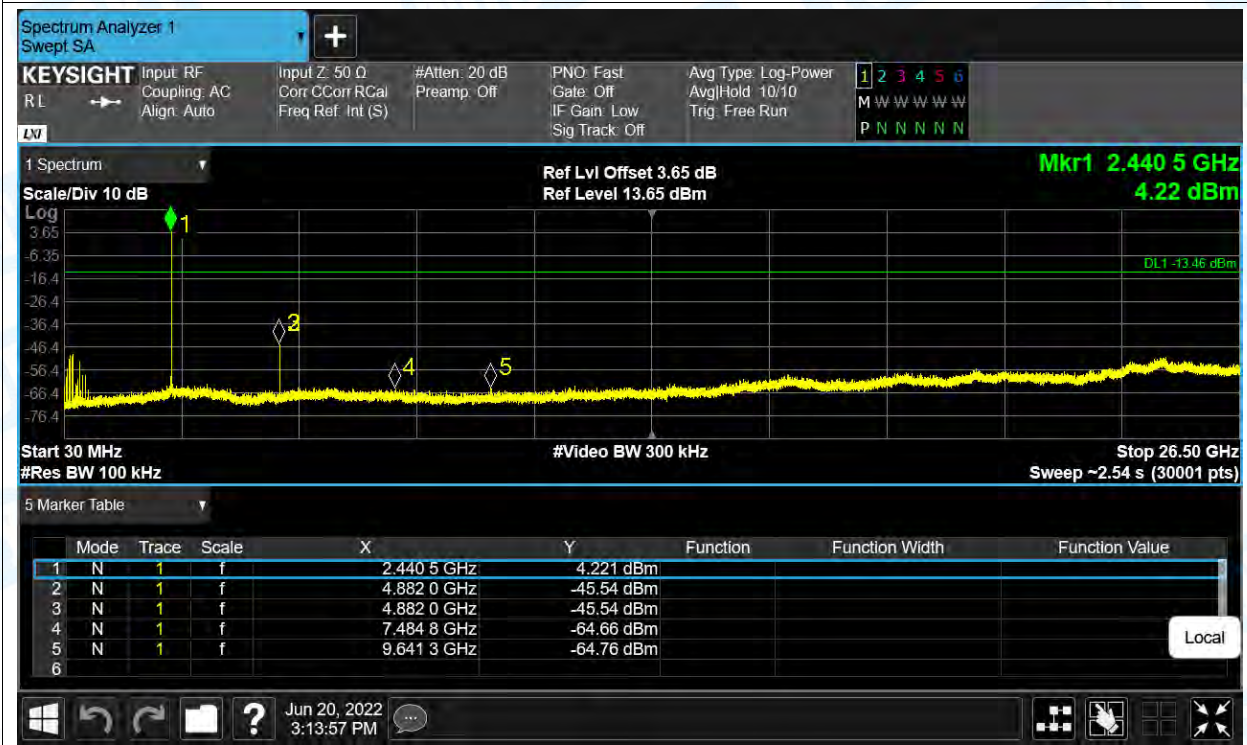 Spectrum Analyzer 1
Swept SA
KEYSIGHT
R L
LXI
Input: RF
Coupling: AC
Align: Auto
Input Z: 50 Ω
Corr CCorr RCal
Freq Ref: Int (S)
#Atten: 20 dB
Preamp: Off
PNO: Fast
Gate: Off
IF Gain: Low
Sig Track: Off
Avg Type: Log-Power
Avg|Hold: 10/10
Trig: Free Run
1 2 3 4 5 6
M W W W W W
P N N N N N
1 Spectrum
Scale/Div 10 dB
Ref Lvl Offset 3.65 dB
Ref Level 13.65 dBm
Mkr1 2.440 5 GHz
4.22 dBm
Log
3.65
-6.35
-16.4
-26.4
-36.4
-46.4
-56.4
-66.4
-76.4
1
4
5
DL1 -13.46 dBm
Start 30 MHz
#Video BW 300 kHz
Stop 26.50 GHz
#Res BW 100 kHz
Sweep ~2.54 s (30001 pts)
5 Marker Table
Mode Trace Scale X Y Function Function Width Function Value
1 N 1 f 2.440 5 GHz 4.221 dBm
2 N 1 f 4.882 0 GHz -45.54 dBm
3 N 1 f 4.882 0 GHz -45.54 dBm
4 N 1 f 7.484 8 GHz -64.66 dBm
5 N 1 f 9.641 3 GHz -64.76 dBm
6
Local
?
Jun 20, 2022
3:13:57 PM